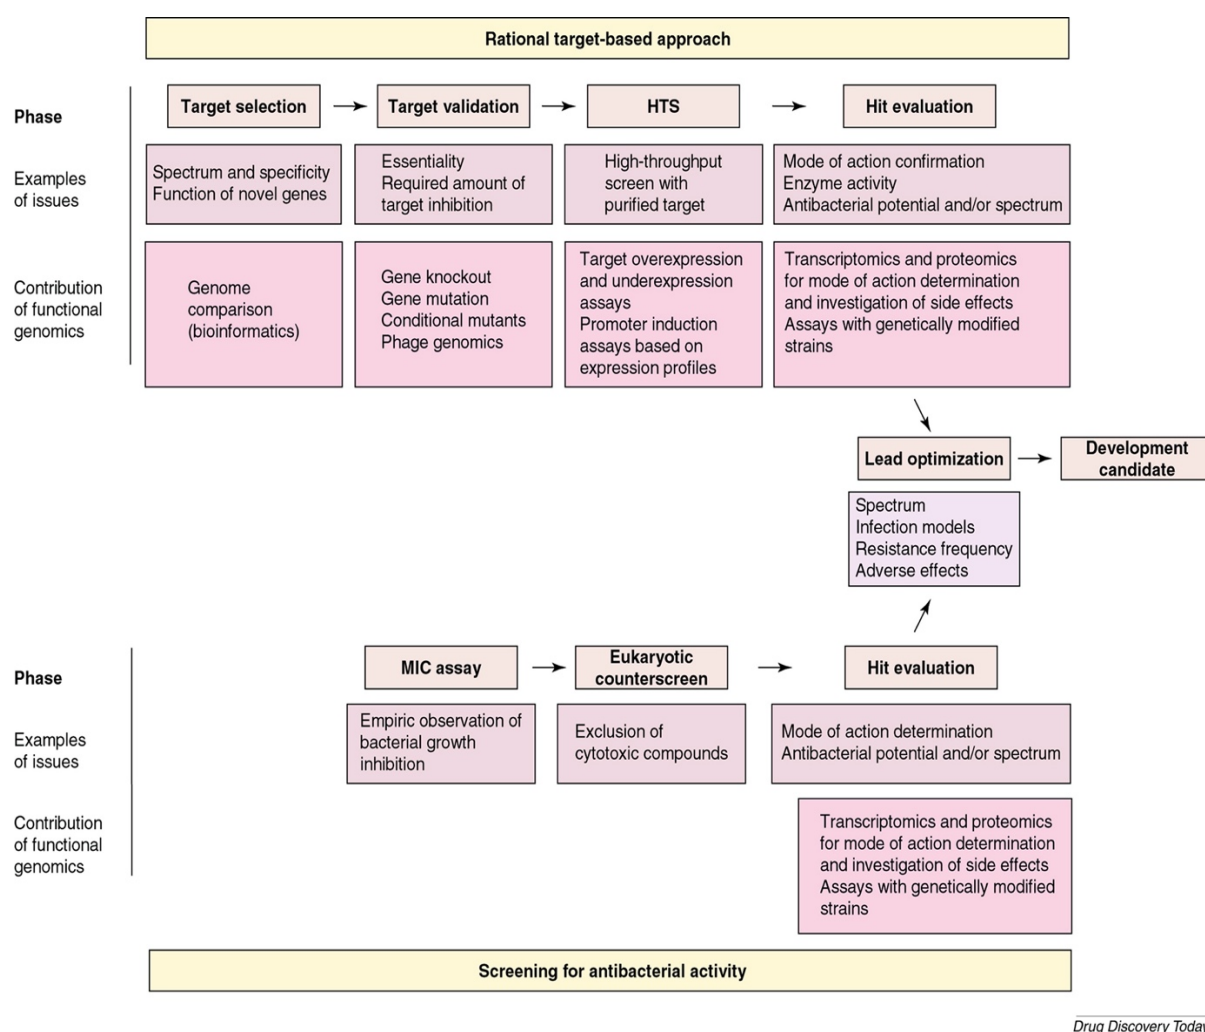 Rational target-based approach
Phase
Target selection
Target validation
HTS
Hit evaluation
Examples
of issues
Spectrum and specificity
Function of novel genes
Essentiality
Required amount of
target inhibition
High-throughput
screen with
purified target
Mode of action confirmation
Enzyme activity
Antibacterial potential and/or spectrum
Contribution
of functional
genomics
Genome
comparison
(bioinformatics)
Gene knockout
Gene mutation
Conditional mutants
Phage genomics
Target overexpression
and underexpression
assays
Promoter induction
assays based on
expression profiles
Transcriptomics and proteomics
for mode of action determination
and investigation of side effects
Assays with genetically modified
strains
Lead optimization
Development
candidate
Spectrum
Infection models
Resistance frequency
Adverse effects
Phase
MIC assay
Eukaryotic
counterscreen
Hit evaluation
Examples
of issues
Empiric observation of
bacterial growth
inhibition
Exclusion of
cytotoxic compounds
Mode of action determination
Antibacterial potential and/or spectrum
Contribution
of functional
genomics
Transcriptomics and proteomics
for mode of action determination
and investigation of side effects
Assays with genetically modified
strains
Screening for antibacterial activity
Drug Discovery Today